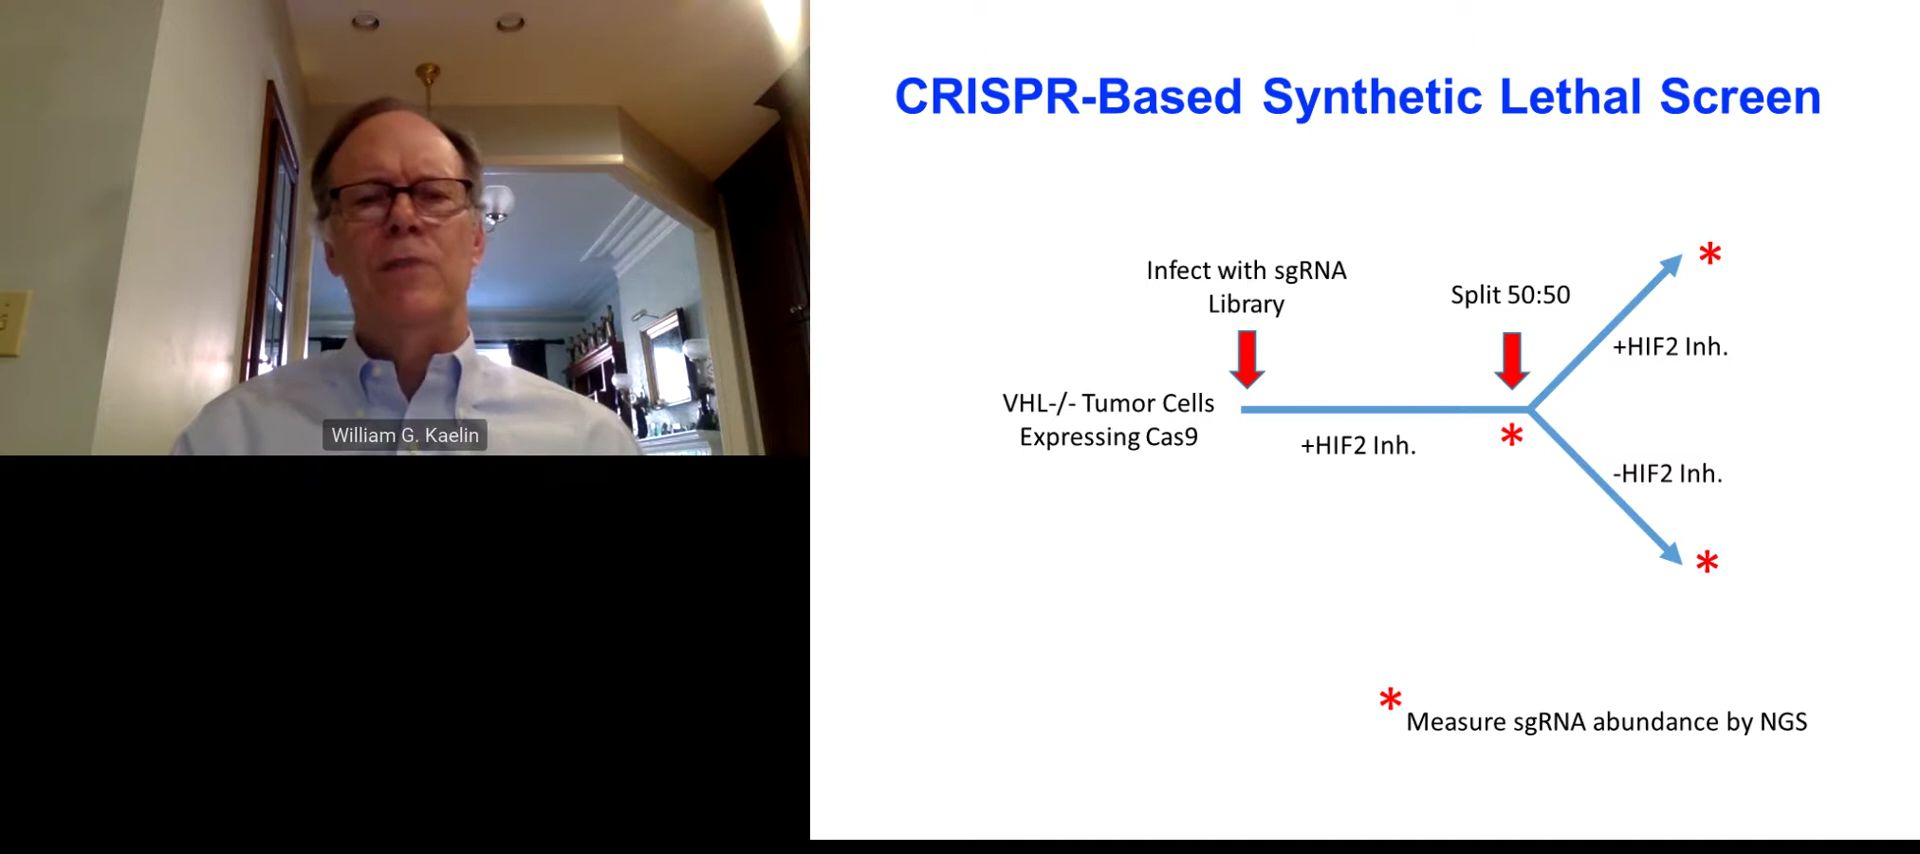 William G. Kaelin
CRISPR-Based Synthetic Lethal Screen
Infect with sgRNA
Library
Split 50:50
*
+HIF2 Inh.
VHL-/- Tumor Cells
Expressing Cas9
*
+HIF2 Inh.
-HIF2 Inh.
*
* Measure sgRNA abundance by NGS